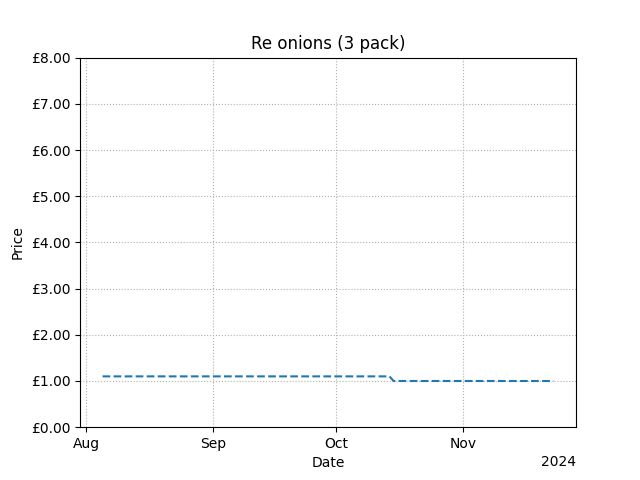 Re onions (3 pack)
£8.00
£7.00
£6.00
£5.00
£4.00
£3.00
£2.00
£1.00
£0.00
Price
Aug Sep Oct Nov
Date
2024